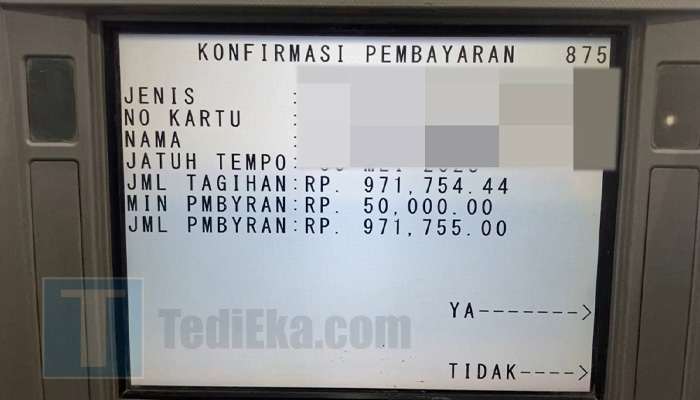 KONFIRMASI PEMBAYARAN 875
JENIS :
NO KARTU :
NAMA :
JATUH TEMPO:
JML TAGIHAN:RP. 971,754.44
MIN PMBYRAN:RP. 50,000.00
JML PMBYRAN:RP. 971,755.00
YA------->
T TediEka.com
TIDAK---->